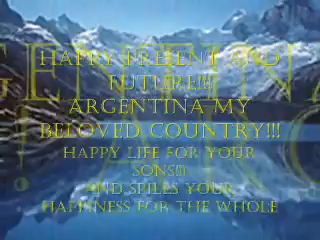 HAPPY PRESENT AND
FUTURE!!!
ARGENTINA MY
BELOVED COUNTRY!!!
HAPPY LIFE FOR YOUR
SONS!!!
AND SPILLS YOUR
HAPPINESS FOR THE WHOLE